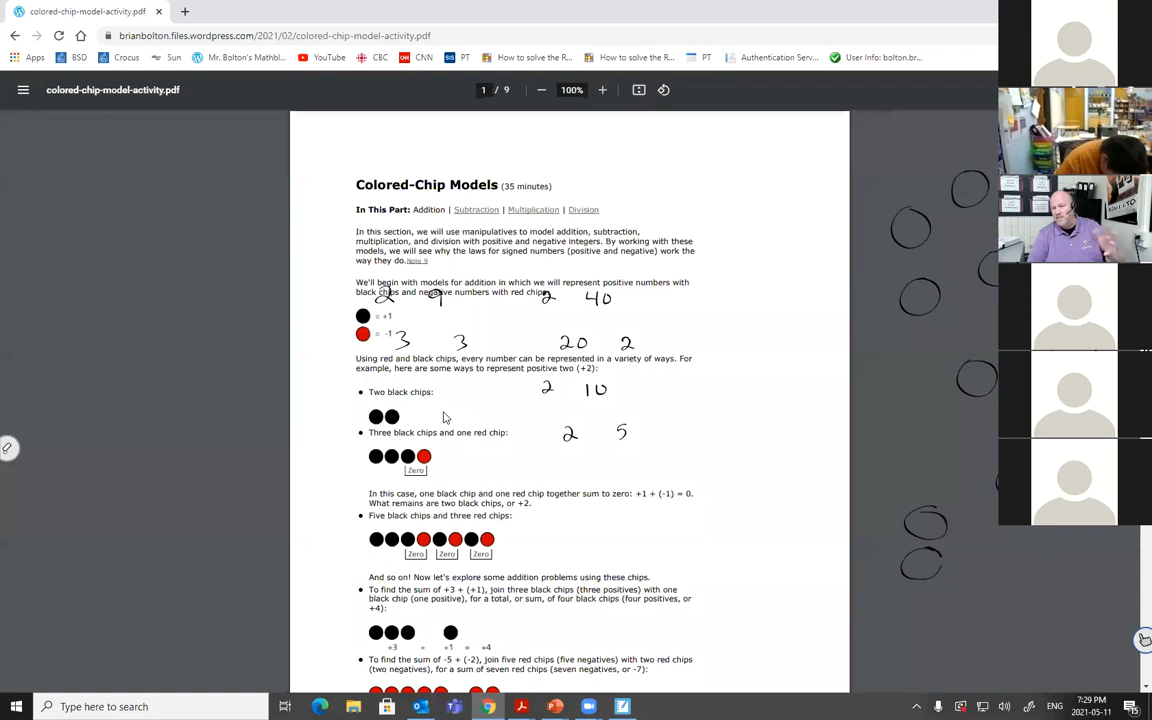 colored-chip-model-activity.pdf
brianbolton.files.wordpress.com/2021/02/colored-chip-model-activity.pdf
Apps BSD Crocus Sun Mr. Bolton's Mathbl... YouTube CBC CNN PT How to solve the R... How to solve the R... PT Authentication Serv... User Info: bolton.br...
colored-chip-model-activity.pdf 1 / 9 100%
Colored-Chip Models (35 minutes)
In This Part: Addition | Subtraction | Multiplication | Division
In this section, we will use manipulatives to model addition, subtraction,
multiplication, and division with positive and negative integers. By working with these
models, we will see why the laws for signed numbers (positive and negative) work the
way they do. Note 9
We'll begin with models for addition in which we will represent positive numbers with
black chips and negative numbers with red chips.
2 9 2 40
= +1
= -1
3 3 20 2
Using red and black chips, every number can be represented in a variety of ways. For
example, here are some ways to represent positive two (+2):
2 10
• Two black chips:
2 5
• Three black chips and one red chip:
Zero
In this case, one black chip and one red chip together sum to zero: +1 + (-1) = 0.
What remains are two black chips, or +2.
• Five black chips and three red chips:
Zero Zero Zero
And so on! Now let's explore some addition problems using these chips.
• To find the sum of +3 + (+1), join three black chips (three positives) with one
black chip (one positive), for a total, or sum, of four black chips (four positives, or
+4):
+3 + +1 = +4
• To find the sum of -5 + (-2), join five red chips (five negatives) with two red chips
(two negatives), for a sum of seven red chips (seven negatives, or -7):
Type here to search
ENG
7:29 PM
2021-05-11
15